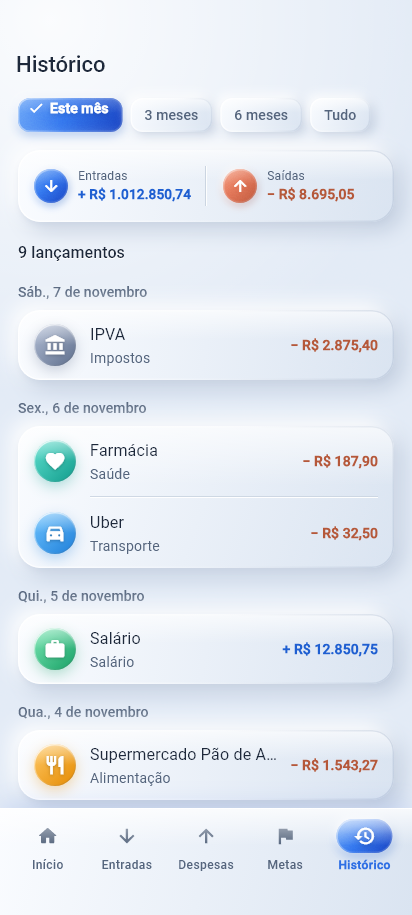 Histórico
Este mês
3 meses
6 meses
Tudo
Entradas
+ R$ 1.012.850,74
Saídas
− R$ 8.695,05
9 lançamentos
Sáb., 7 de novembro
IPVA
Impostos
− R$ 2.875,40
Sex., 6 de novembro
Farmácia
Saúde
− R$ 187,90
Uber
Transporte
− R$ 32,50
Qui., 5 de novembro
Salário
Salário
+ R$ 12.850,75
Qua., 4 de novembro
Supermercado Pão de A...
Alimentação
− R$ 1.543,27
Início
Entradas
Despesas
Metas
Histórico